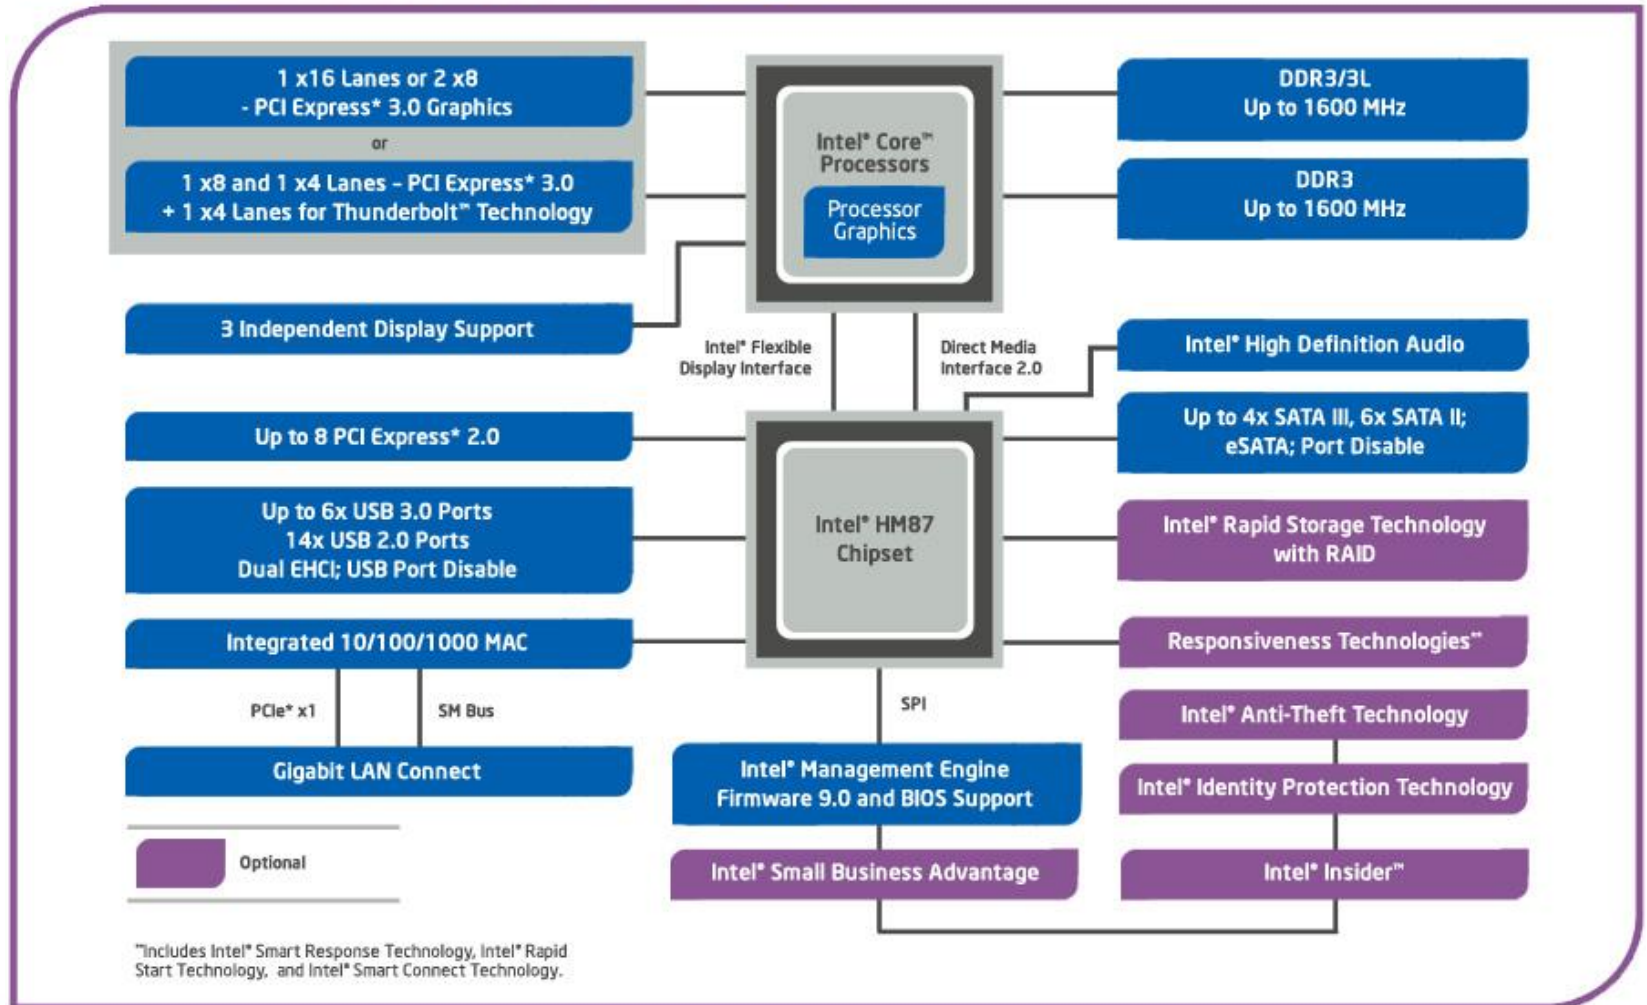 1 x16 Lanes or 2 x8
- PCI Express* 3.0 Graphics
or
1 x8 and 1 x4 Lanes – PCI Express* 3.0
+ 1 x4 Lanes for Thunderbolt™ Technology
3 Independent Display Support
Intel® Core™
Processors
Processor
Graphics
DDR3/3L
Up to 1600 MHz
DDR3
Up to 1600 MHz
Intel® Flexible
Display Interface
Direct Media
Interface 2.0
Intel® High Definition Audio
Up to 8 PCI Express* 2.0
Up to 6x USB 3.0 Ports
14x USB 2.0 Ports
Dual EHCI; USB Port Disable
Integrated 10/100/1000 MAC
PCIe* x1
SM Bus
Gigabit LAN Connect
Intel® HM87
Chipset
Up to 4x SATA III, 6x SATA II;
eSATA; Port Disable
Intel® Rapid Storage Technology
with RAID
Responsiveness Technologies**
SPI
Intel® Management Engine
Firmware 9.0 and BIOS Support
Intel® Small Business Advantage
Intel® Anti-Theft Technology
Intel® Identity Protection Technology
Intel® Insider™
Optional
**Includes Intel® Smart Response Technology, Intel® Rapid
Start Technology, and Intel® Smart Connect Technology.